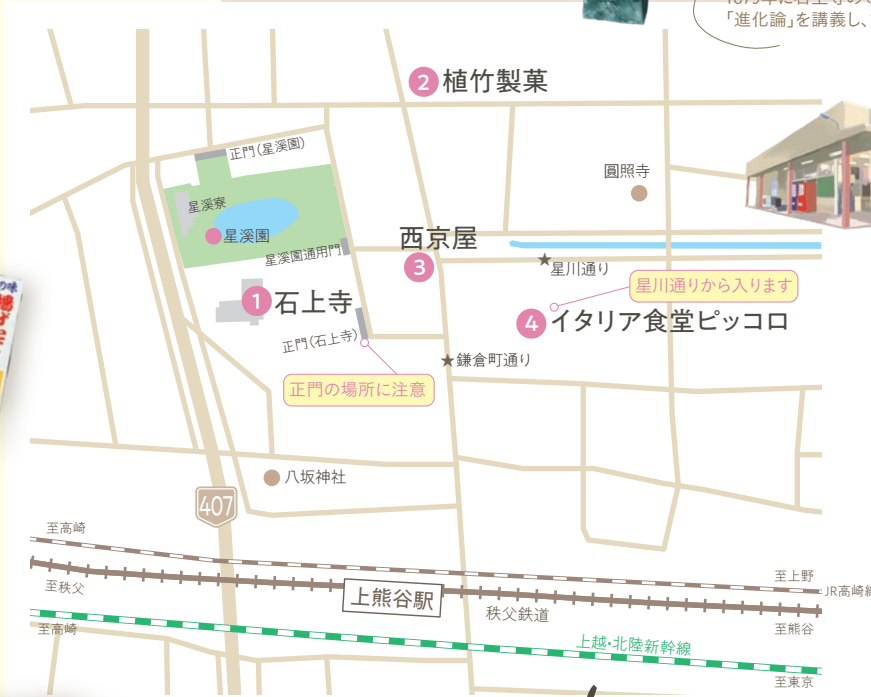 「進化論」を講義し、
2 植竹製菓
正門(星溪園)
圓照寺
星溪寮
星溪園
西京屋
3
星溪園通用門
★星川通り
星川通りから入ります
1 石上寺
4 イタリア食堂ピッコロ
正門(石上寺)
★鎌倉町通り
正門の場所に注意
八坂神社
407
至高崎
至上野
JR高崎線
至秩父
上熊谷駅
秩父鉄道
至熊谷
至高崎
上越・北陸新幹線
至東京